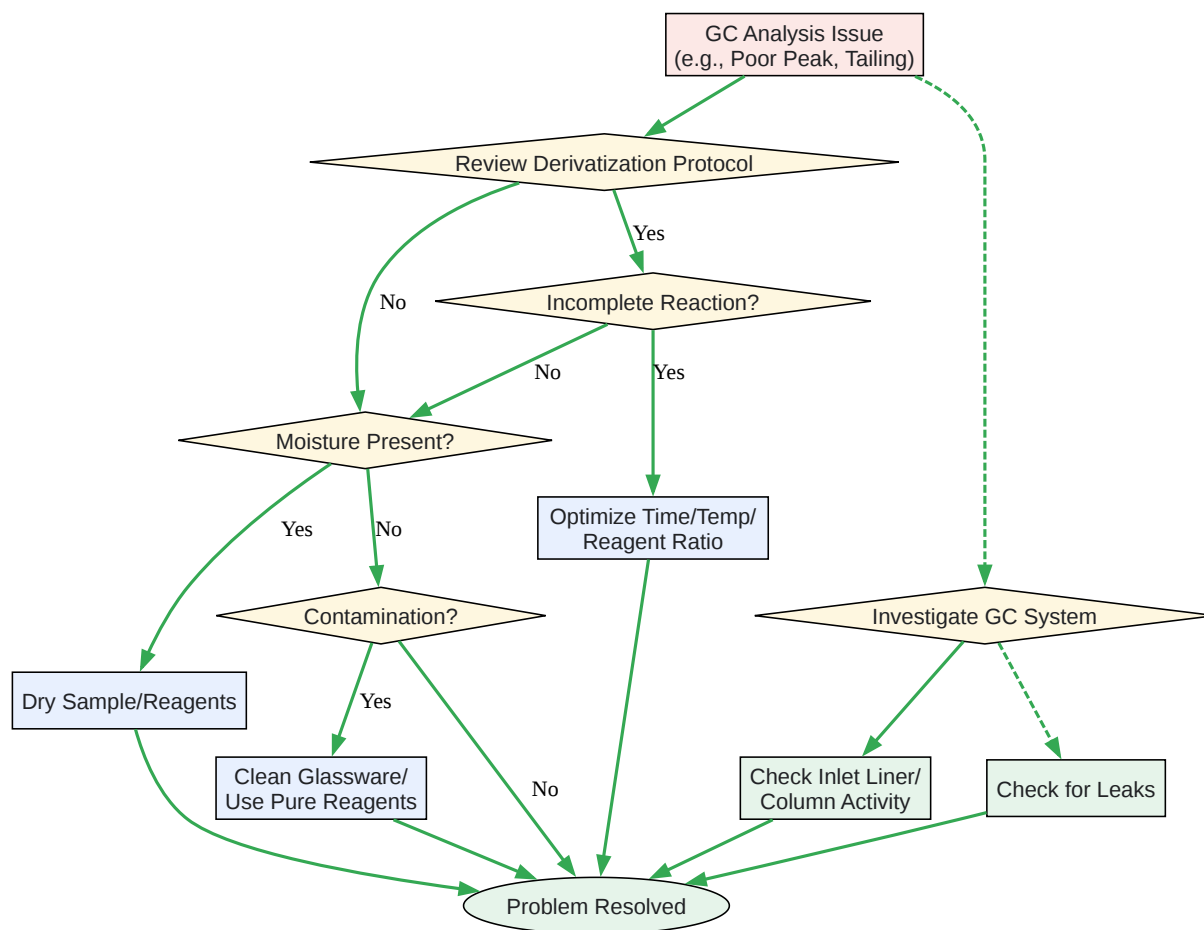 GC Analysis Issue
(e.g., Poor Peak, Tailing)
Review Derivatization Protocol
Yes
No
Incomplete Reaction?
No
Yes
Moisture Present?
Optimize Time/Temp/
Reagent Ratio
Yes
No
Contamination?
Investigate GC System
Dry Sample/Reagents
Yes
No
Clean Glassware/
Use Pure Reagents
Check Inlet Liner/
Column Activity
Check for Leaks
Problem Resolved